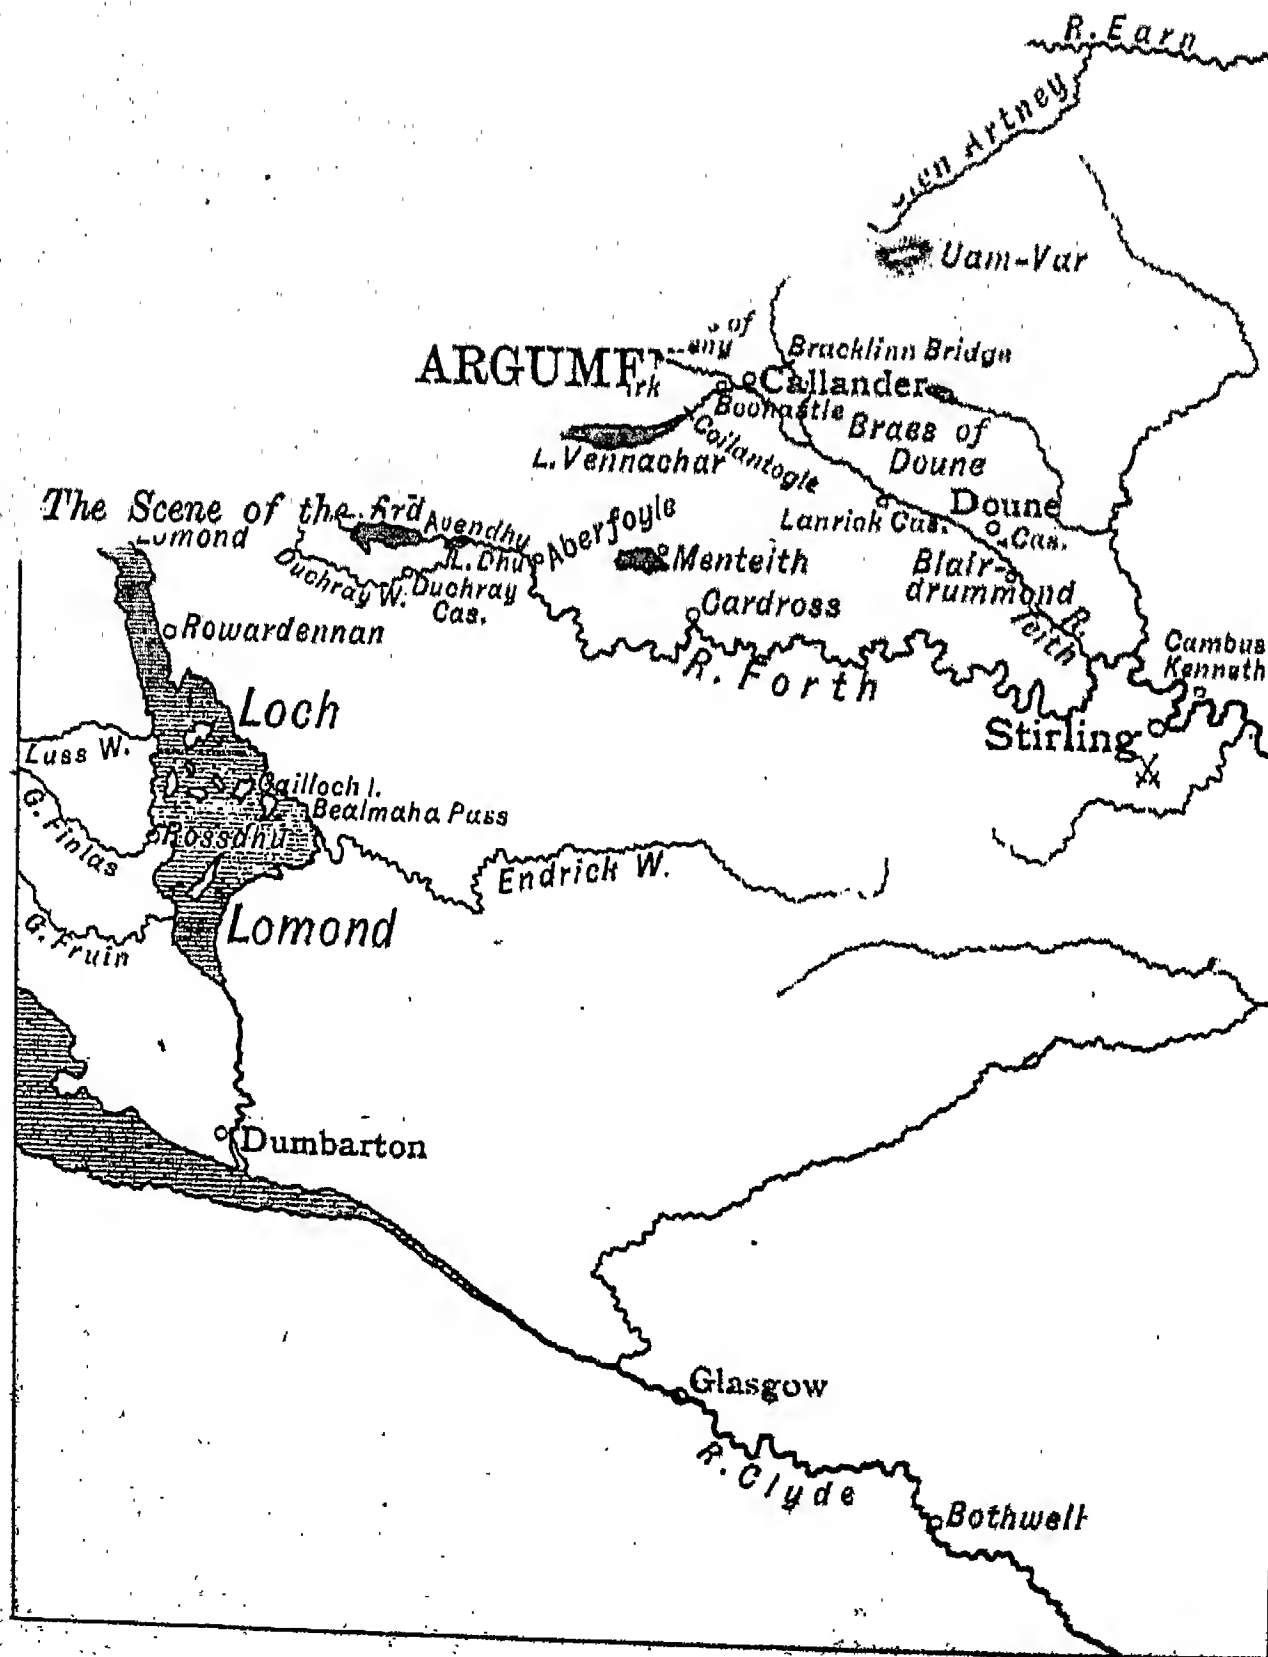 R. Earn
Artney
Uam-Var
of
Bracklinn Bridge
ARGUME
Callander
Bochastle
Braes of
Doune
Coilantogle
L. Vennachar
The Scene of the
Lomond
Avendhu
Aberfoyle
Lanrick Cas.
Doune
Cas.
L. Dhu
Menteith
Blair-
drummond
Duchray W.
Duchray
Cas.
Cardross
R.
Teith
Rowardennan
Cambus
Kenneth
R. Forth
Loch
Stirling
Luss W.
Cailloch I.
Bealmaha Pass
G. Finlas
Rossdhu
Endrick W.
Lomond
G. Fruin
Dumbarton
Glasgow
R. Clyde
Bothwell